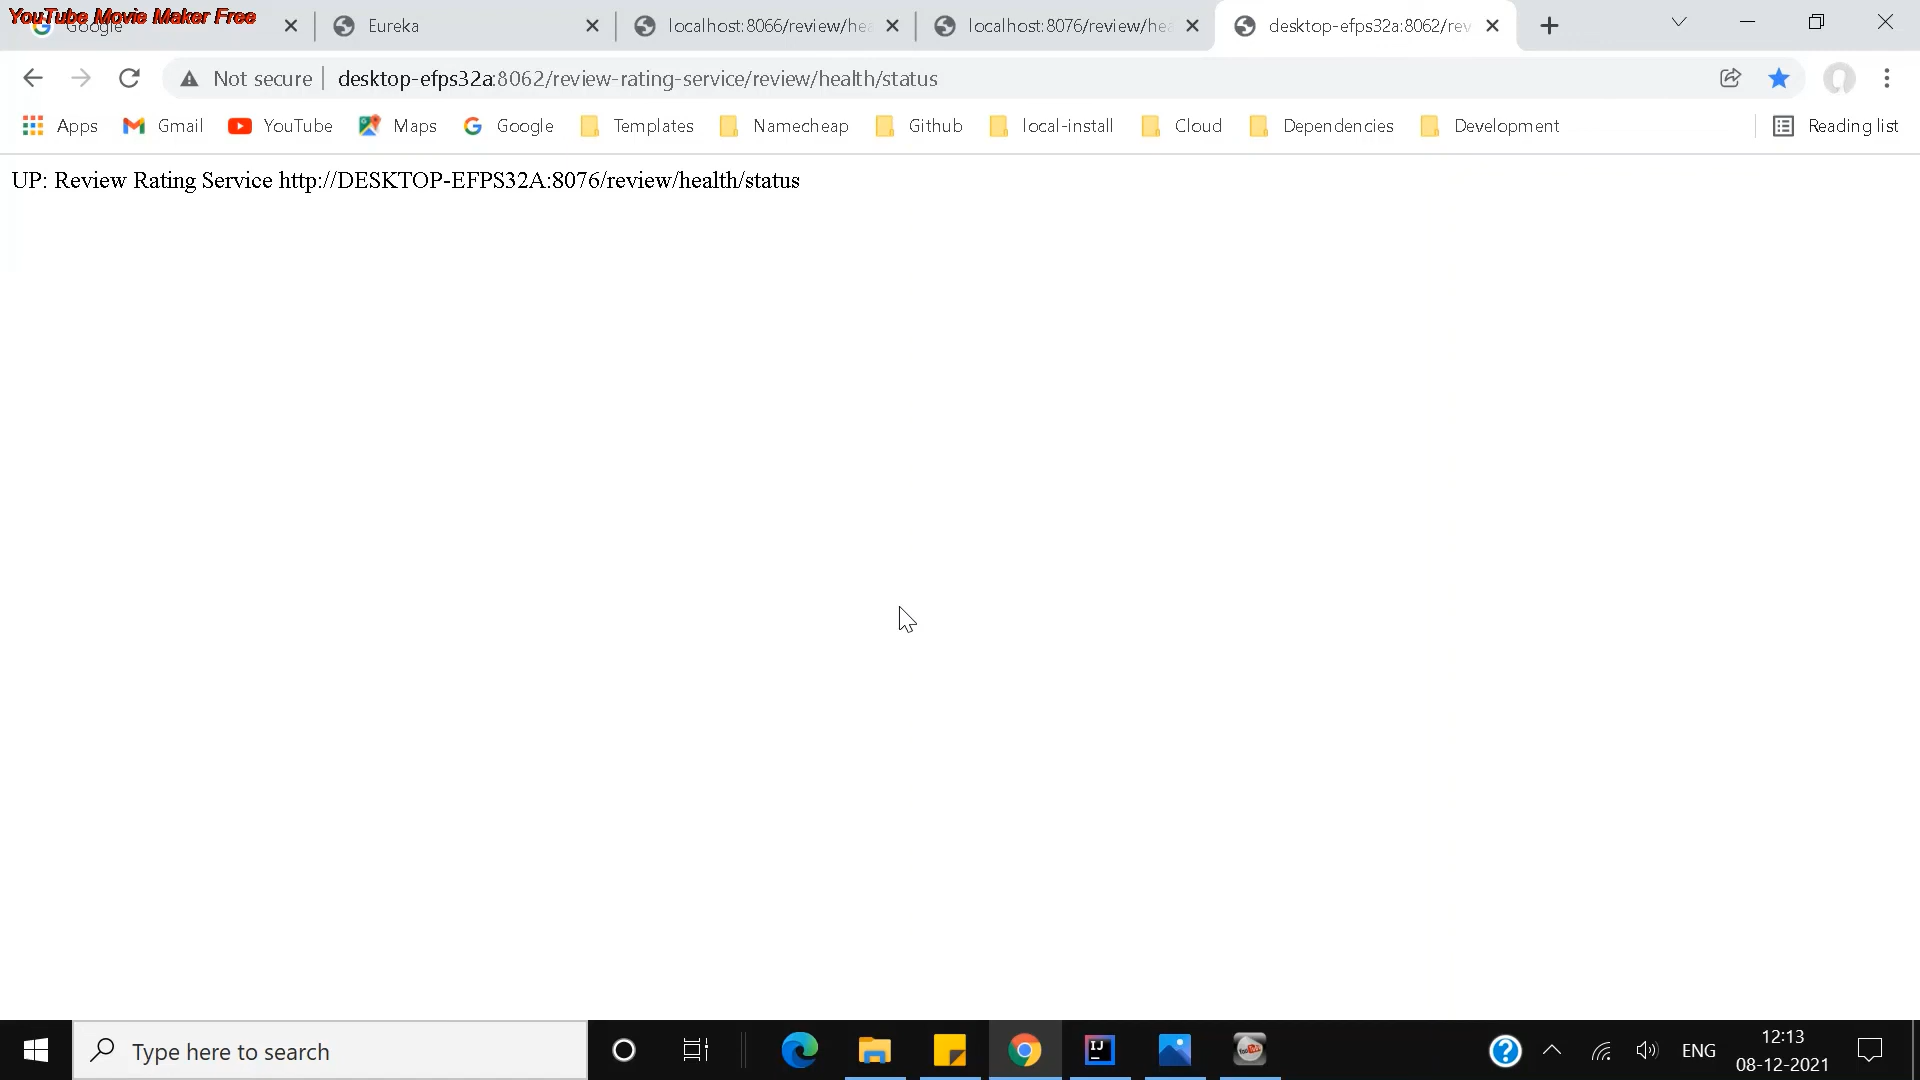 YouTube Movie Maker Free
Google
Eureka
localhost:8066/review/hea
localhost:8076/review/hea
desktop-efps32a:8062/rev
Not secure
desktop-efps32a:8062/review-rating-service/review/health/status
Apps
Gmail
YouTube
Maps
Google
Templates
Namecheap
Github
local-install
Cloud
Dependencies
Development
Reading list
UP: Review Rating Service http://DESKTOP-EFPS32A:8076/review/health/status
Type here to search
ENG
12:13
08-12-2021